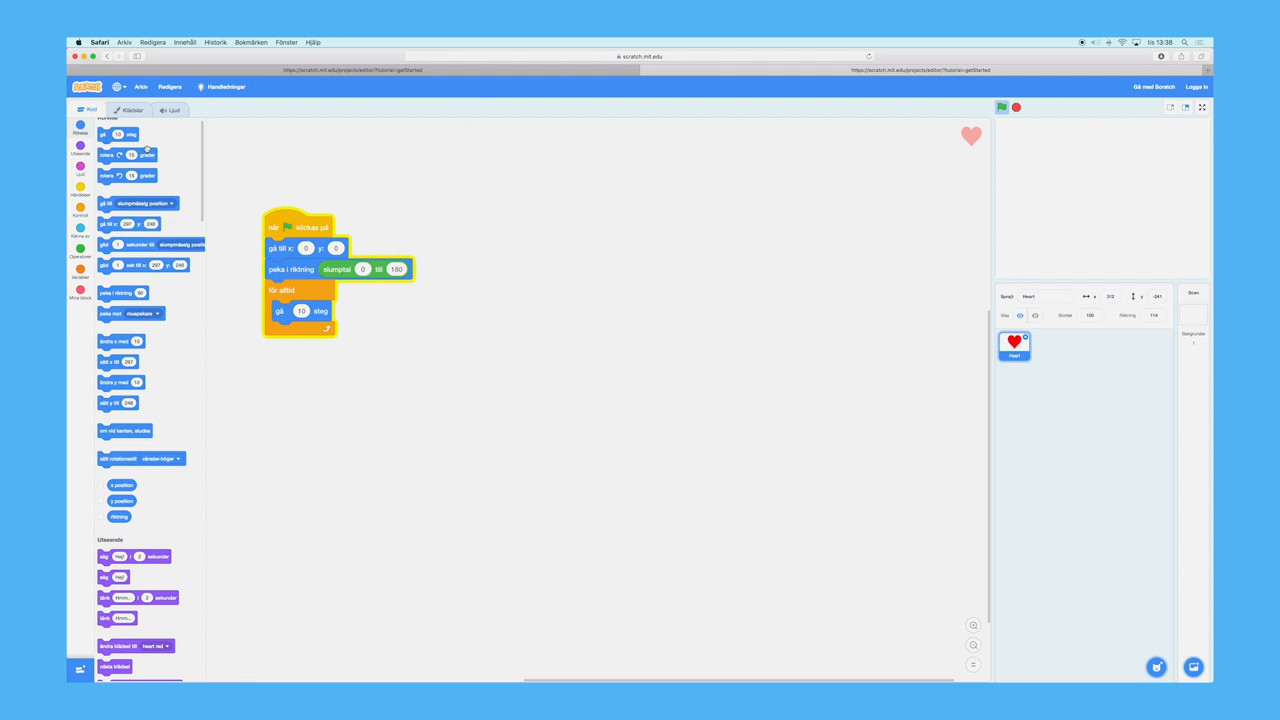 Safari Arkiv Redigera Innehåll Historik Bokmärken Fönster Hjälp tis 13:38
scratch.mit.edu
https://scratch.mit.edu/projects/editor/?tutorial=getStarted https://scratch.mit.edu/projects/editor/?tutorial=getStarted
SCRATCH Arkiv Redigera Handledningar Gå med Scratch Logga in
Kod Klädslar Ljud
Rörelse
Utseende
Ljud
Händelser
Kontroll
Känna av
Operatorer
Variabler
Mina block
gå 10 steg
rotera 15 grader
rotera 15 grader
gå till slumpmässig position
gå till x: 297 y: 248
glid 1 sekunder till slumpmässig positi
glid 1 sek till x: 297 y: 248
peka i riktning 90
peka mot muspekare
ändra x med 10
sätt x till 297
ändra y med 10
sätt y till 248
om vid kanten, studsa
sätt rotationsstil vänster-höger
x position
y position
riktning
Utseende
säg Hej! i 2 sekunder
säg Hej!
tänk Hmm... i 2 sekunder
tänk Hmm...
ändra klädsel till heart red
nästa klädsel
när klickas på
gå till x: 0 y: 0
peka i riktning slumptal 0 till 180
för alltid
gå 10 steg
Sprajt Heart x 312 y -241
Visa Storlek 100 Riktning 114
Heart
Scen
Bakgrunder
1